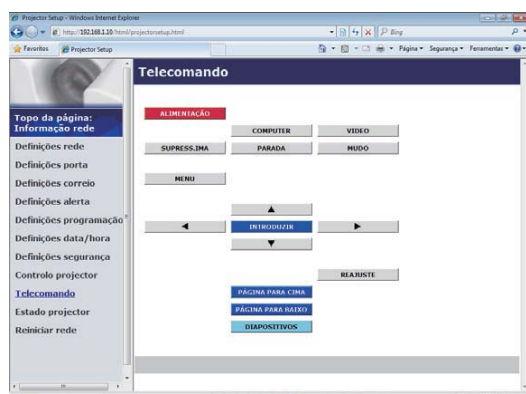 Projector Setup - Windows Internet Explorer
http://192.168.1.10/html/projectorsetup.html
Bing
Favoritos
Projector Setup
Página
Segurança
Ferramentas
Telecomando
Topo da página:
Informação rede
Definições rede
Definições porta
Definições correio
Definições alerta
Definições programação
Definições data/hora
Definições segurança
Controlo projector
Telecomando
Estado projector
Reiniciar rede
ALIMENTAÇÃO
COMPUTER VIDEO
SUPRESS.IMA PARADA MUDO
MENU
▲
◄ INTRODUZIR ►
▼
REAJUSTE
PÁGINA PARA CIMA
PÁGINA PARA BAIXO
DIAPOSITIVOS